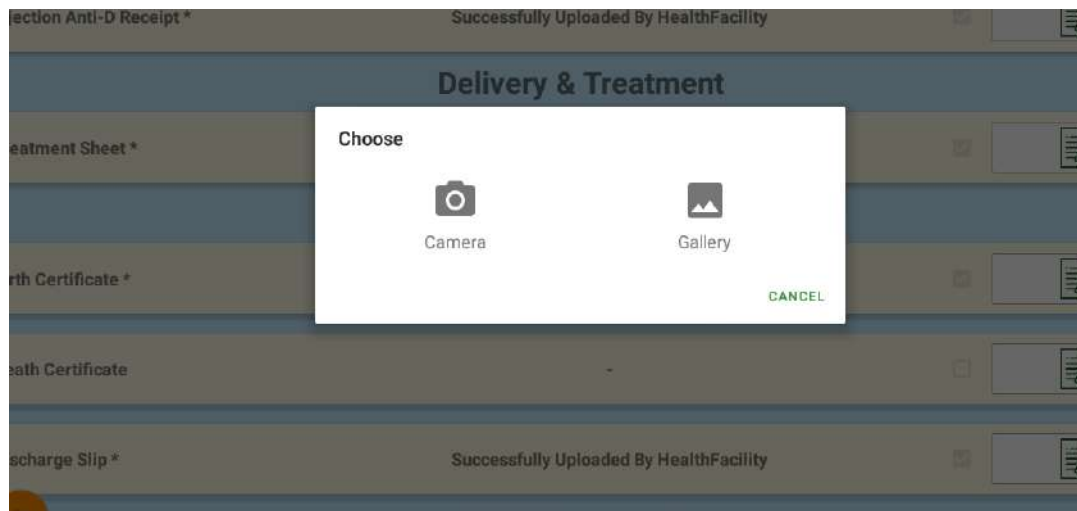 ection Anti-D Receipt * Successfully Uploaded By HealthFacility
Delivery & Treatment
eatment Sheet *
Choose
Camera Gallery
rth Certificate *
CANCEL
eath Certificate -
scharge Slip * Successfully Uploaded By HealthFacility